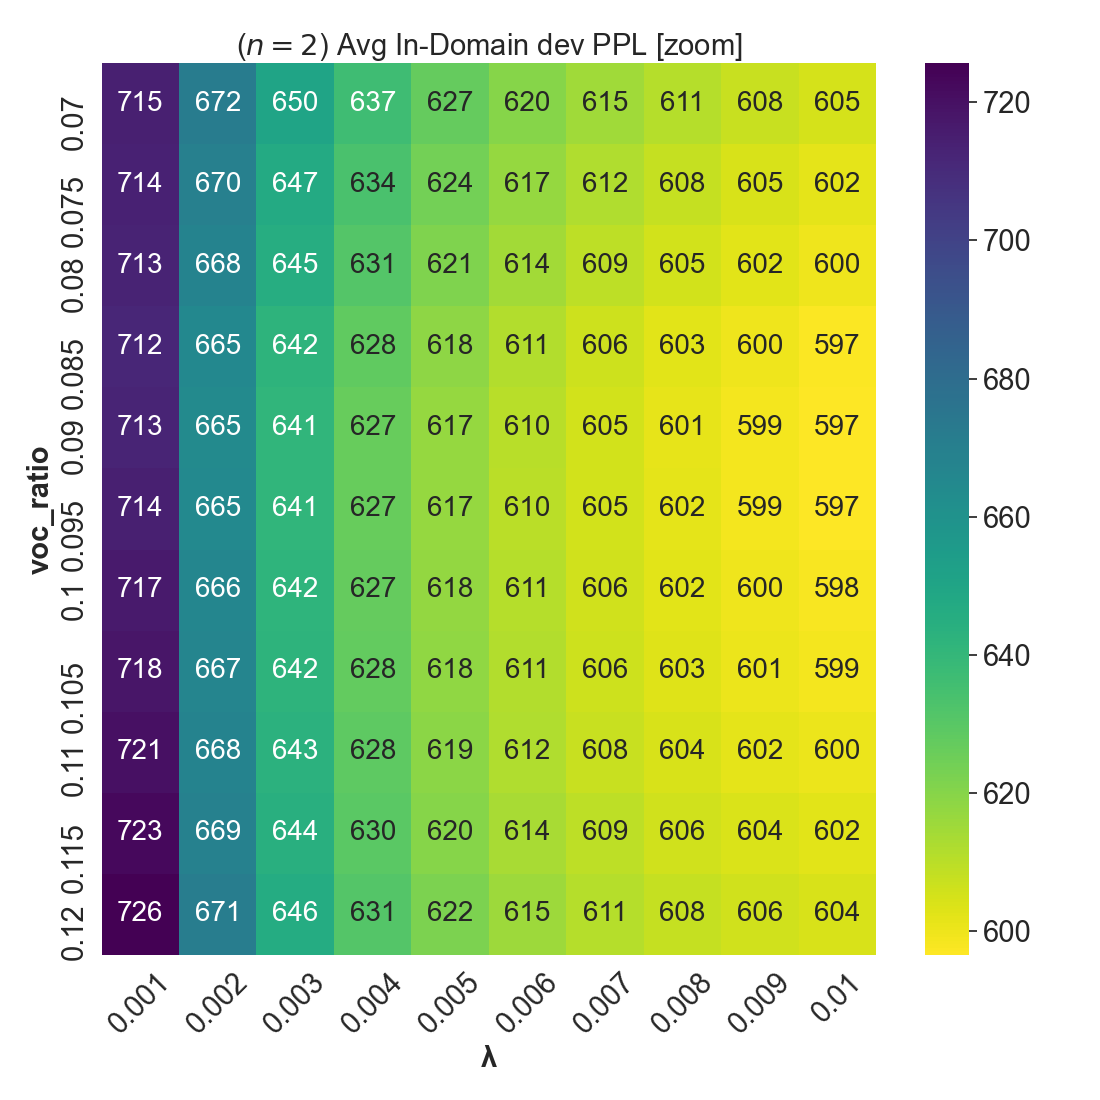 (n = 2) Avg In-Domain dev PPL [zoom]
voc_ratio
0.07 715 672 650 637 627 620 615 611 608 605
0.075 714 670 647 634 624 617 612 608 605 602
0.08 713 668 645 631 621 614 609 605 602 600
0.085 712 665 642 628 618 611 606 603 600 597
0.09 713 665 641 627 617 610 605 601 599 597
0.095 714 665 641 627 617 610 605 602 599 597
0.1 717 666 642 627 618 611 606 602 600 598
0.105 718 667 642 628 618 611 606 603 601 599
0.11 721 668 643 628 619 612 608 604 602 600
0.115 723 669 644 630 620 614 609 606 604 602
0.12 726 671 646 631 622 615 611 608 606 604
0.001 0.002 0.003 0.004 0.005 0.006 0.007 0.008 0.009 0.01
λ
720
700
680
660
640
620
600